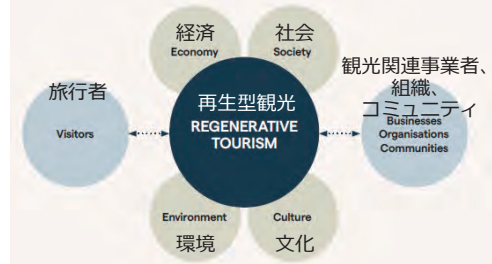 経済
Economy
社会
Society
旅行者
Visitors
再生型観光
REGENERATIVE
TOURISM
観光関連事業者、
組織、
コミュニティ
Businesses
Organisations
Communities
Environment
環境
Culture
文化